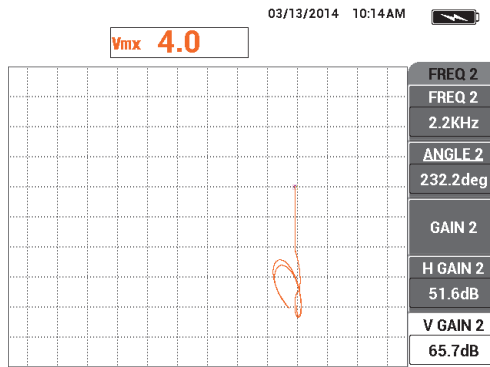 03/13/2014 10:14AM
Vmx 4.0
FREQ 2
FREQ 2
2.2KHz
ANGLE 2
232.2deg
GAIN 2
H GAIN 2
51.6dB
V GAIN 2
65.7dB